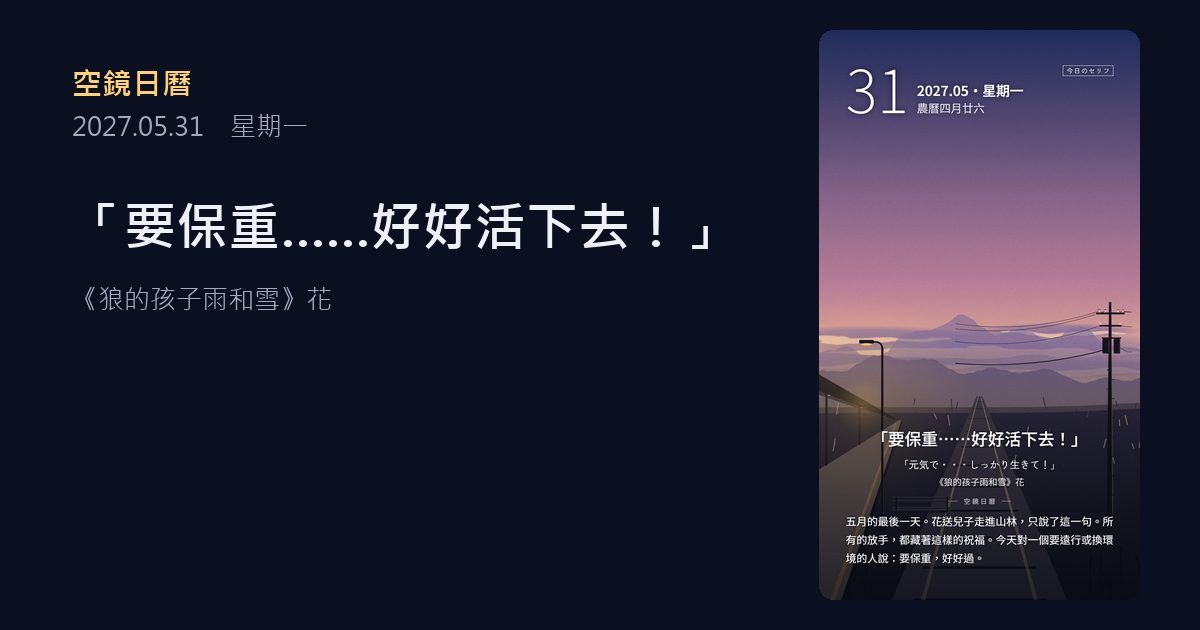 空鏡日曆
2027.05.31 星期一
「要保重……好好活下去！」
《狼的孩子雨和雪》花
今日のセリフ
31
2027.05・星期一
農曆四月廿六
「要保重……好好活下去！」
「元気で・・・しっかり生きて！」
《狼的孩子雨和雪》花
— 空鏡日曆 —
五月的最後一天。花送兒子走進山林，只說了這一句。所
有的放手，都藏著這樣的祝福。今天對一個要遠行或換環
境的人說：要保重，好好過。